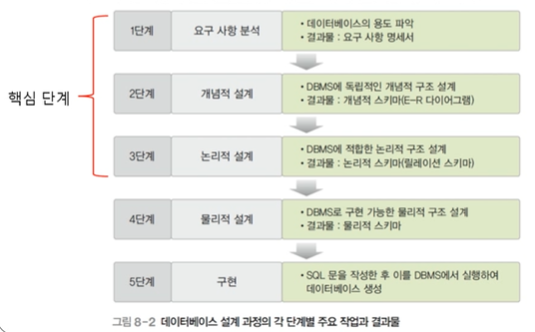 핵심 단계
1단계
요구 사항 분석
• 데이터베이스의 용도 파악
• 결과물 : 요구 사항 명세서
2단계
개념적 설계
• DBMS에 독립적인 개념적 구조 설계
• 결과물 : 개념적 스키마(E-R 다이어그램)
3단계
논리적 설계
• DBMS에 적합한 논리적 구조 설계
• 결과물 : 논리적 스키마(릴레이션 스키마)
4단계
물리적 설계
• DBMS로 구현 가능한 물리적 구조 설계
• 결과물 : 물리적 스키마
5단계
구현
• SQL 문을 작성한 후 이를 DBMS에서 실행하여
데이터베이스 생성
그림 8-2 데이터베이스 설계 과정의 각 단계별 주요 작업과 결과물